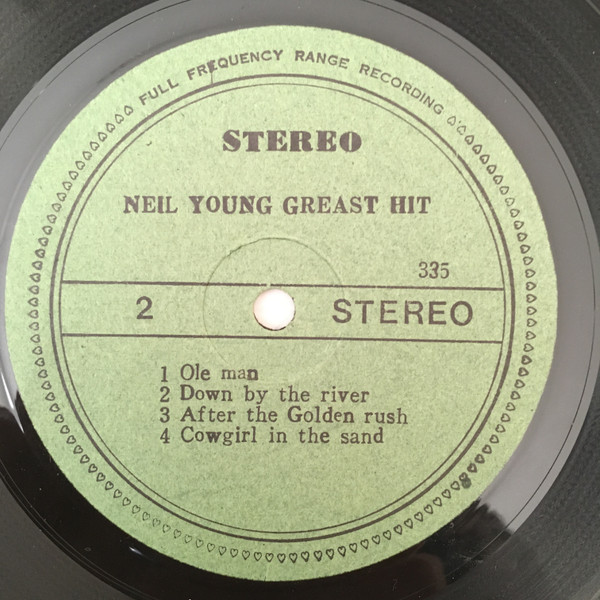 FULL FREQUENCY RANGE RECORDING
STEREO
NEIL YOUNG GREAST HIT
335
2 STEREO
1 Ole man
2 Down by the river
3 After the Golden rush
4 Cowgirl in the sand